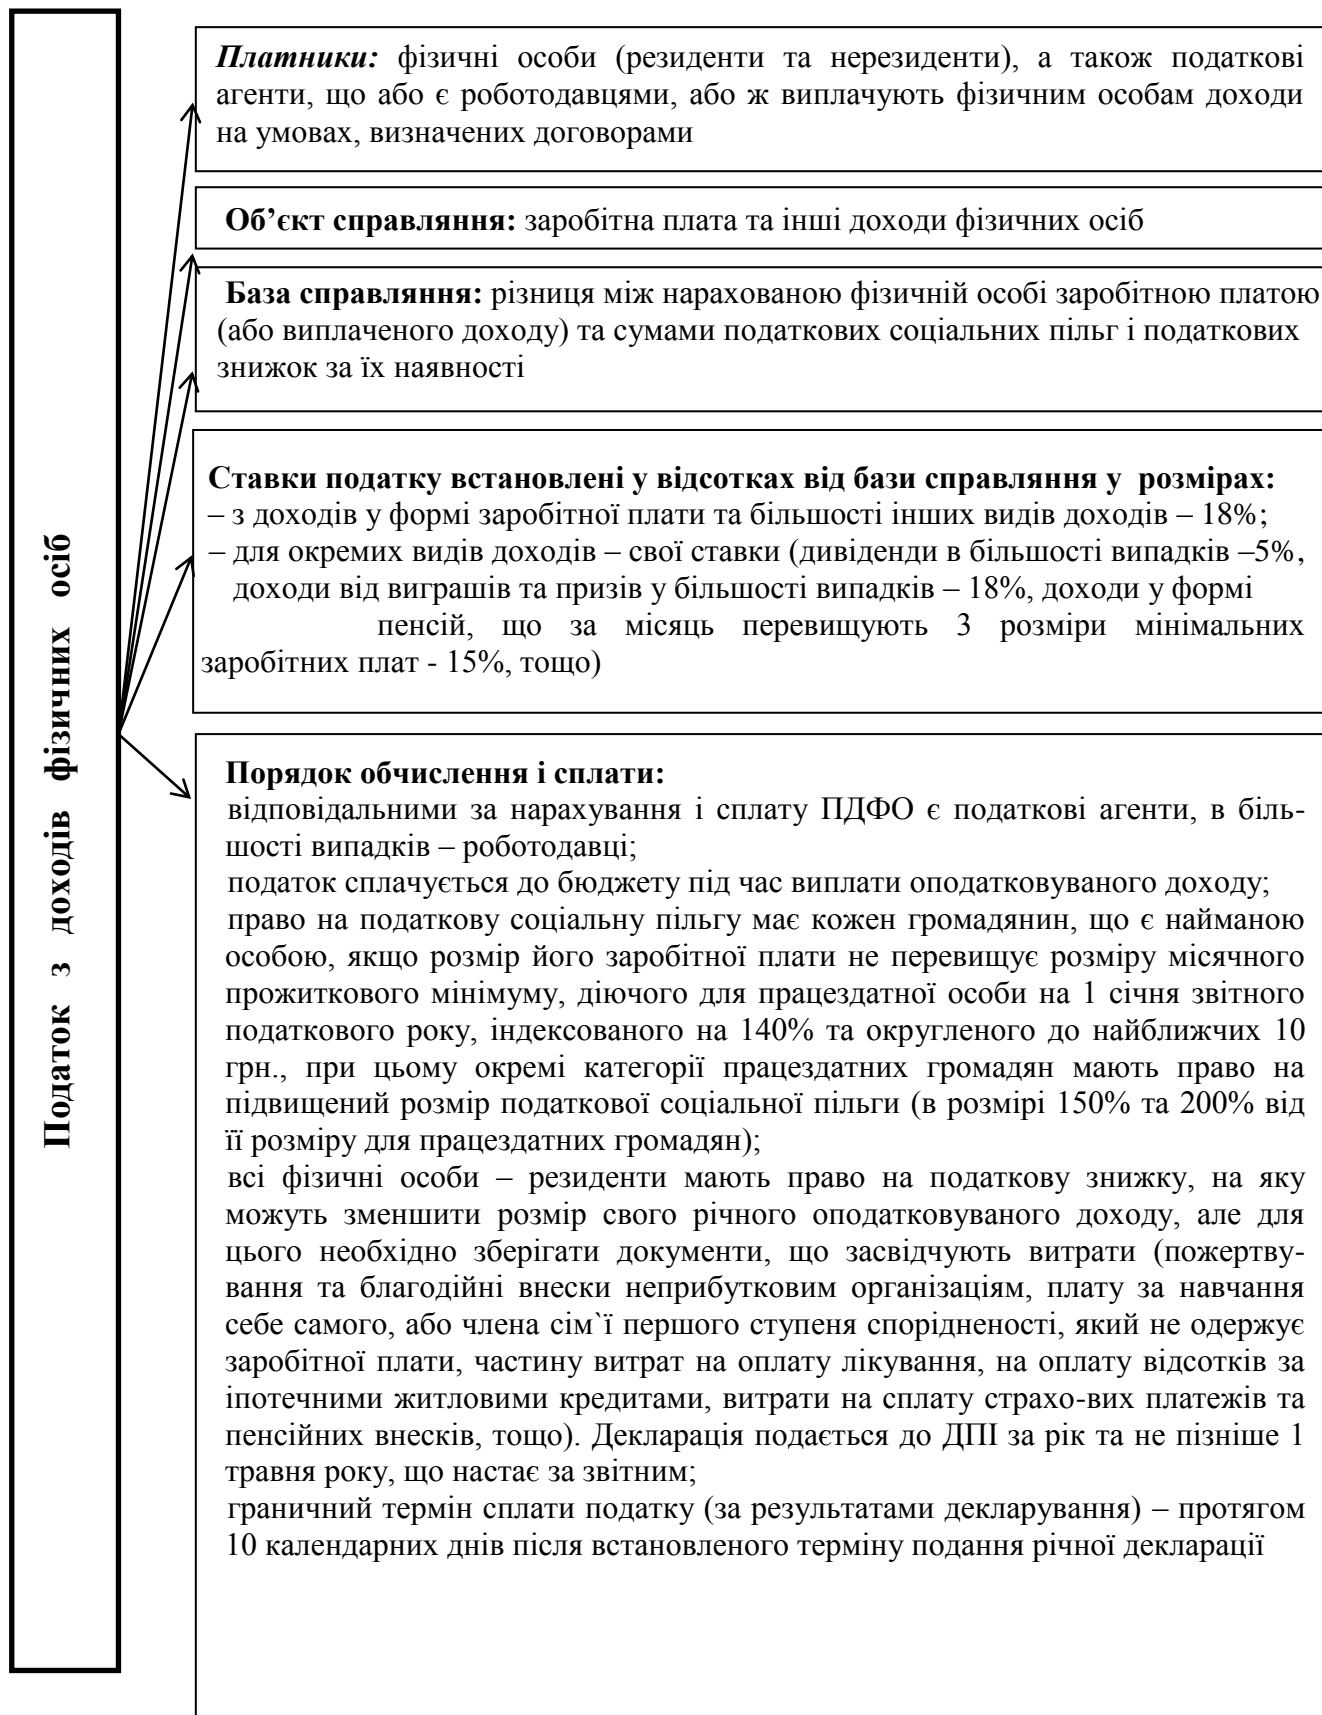 Податок з доходів фізичних осіб
Платники: фізичні особи (резиденти та нерезиденти), а також податкові
агенти, що або є роботодавцями, або ж виплачують фізичним особам доходи
на умовах, визначених договорами
Об’єкт справляння: заробітна плата та інші доходи фізичних осіб
База справляння: різниця між нарахованою фізичній особі заробітною платою
(або виплаченого доходу) та сумами податкових соціальних пільг і податкових
знижок за їх наявності
Ставки податку встановлені у відсотках від бази справляння у розмірах:
– з доходів у формі заробітної плати та більшості інших видів доходів – 18%;
– для окремих видів доходів – свої ставки (дивіденди в більшості випадків –5%,
доходи від виграшів та призів у більшості випадків – 18%, доходи у формі
пенсій, що за місяць перевищують 3 розміри мінімальних
заробітних плат - 15%, тощо)
Порядок обчислення і сплати:
відповідальними за нарахування і сплату ПДФО є податкові агенти, в біль-
шості випадків – роботодавці;
податок сплачується до бюджету під час виплати оподатковуваного доходу;
право на податкову соціальну пільгу має кожен громадянин, що є найманою
особою, якщо розмір його заробітної плати не перевищує розміру місячного
прожиткового мінімуму, діючого для працездатної особи на 1 січня звітного
податкового року, індексованого на 140% та округленого до найближчих 10
грн., при цьому окремі категорії працездатних громадян мають право на
підвищений розмір податкової соціальної пільги (в розмірі 150% та 200% від
її розміру для працездатних громадян);
всі фізичні особи – резиденти мають право на податкову знижку, на яку
можуть зменшити розмір свого річного оподатковуваного доходу, але для
цього необхідно зберігати документи, що засвідчують витрати (пожертву-
вання та благодійні внески неприбутковим організаціям, плату за навчання
себе самого, або члена сім`ї першого ступеня спорідненості, який не одержує
заробітної плати, частину витрат на оплату лікування, на оплату відсотків за
іпотечними житловими кредитами, витрати на сплату страхо-вих платежів та
пенсійних внесків, тощо). Декларація подається до ДПІ за рік та не пізніше 1
травня року, що настає за звітним;
граничний термін сплати податку (за результатами декларування) – протягом
10 календарних днів після встановленого терміну подання річної декларації